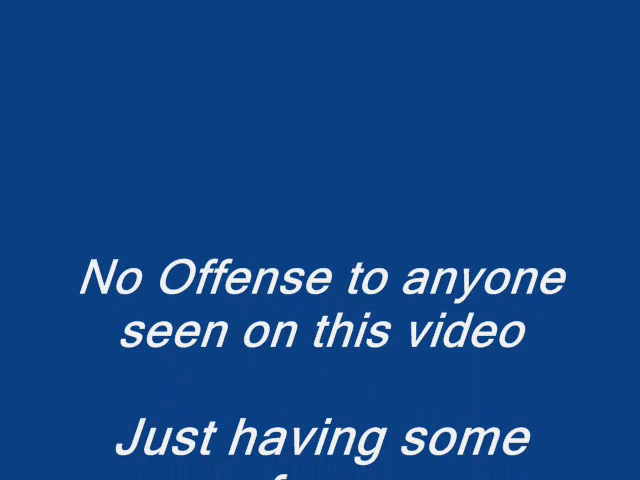 No Offense to anyone
seen on this video
Just having some